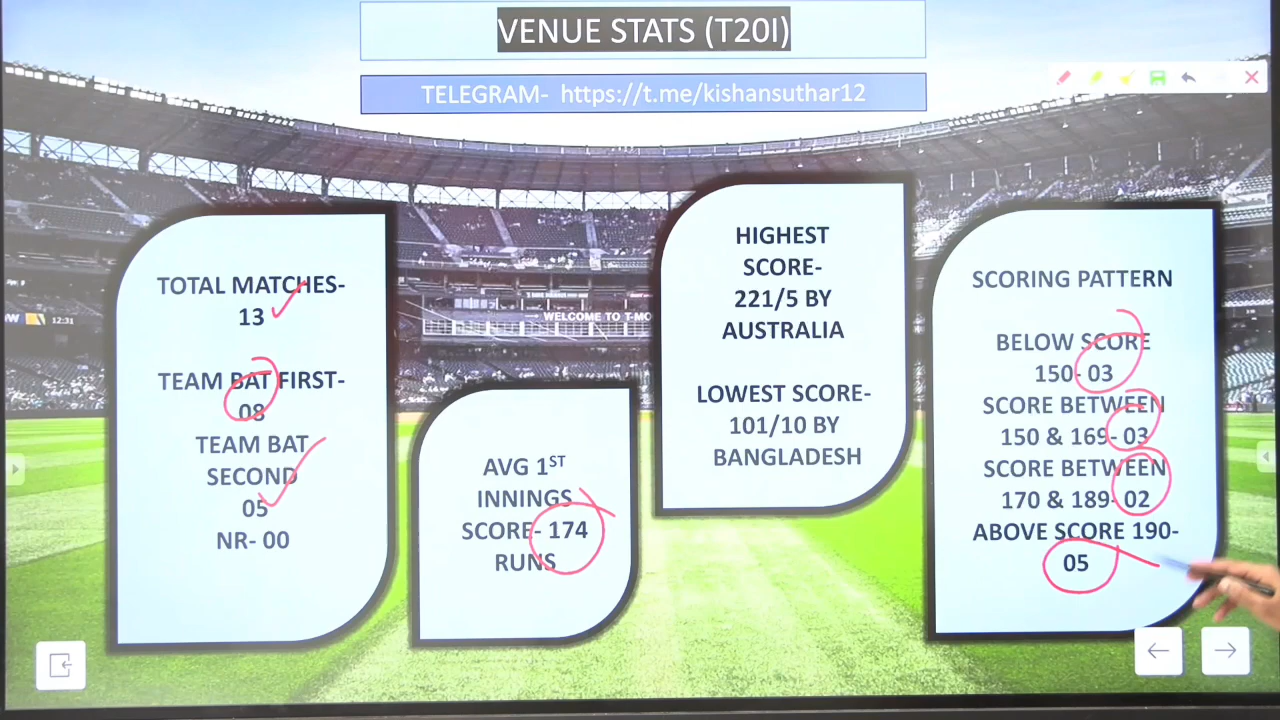 VENUE STATS (T20I)
TELEGRAM- https://t.me/kishansuthar12
TOTAL MATCHES-
13
TEAM BAT FIRST-
08
TEAM BAT
SECOND
05
NR- 00
AVG 1ST
INNINGS
SCORE- 174
RUNS
HIGHEST
SCORE-
221/5 BY
AUSTRALIA
LOWEST SCORE-
101/10 BY
BANGLADESH
SCORING PATTERN
BELOW SCORE
150- 03
SCORE BETWEEN
150 & 169- 03
SCORE BETWEEN
170 & 189- 02
ABOVE SCORE 190-
05
12:31
WELCOME TO T-MO